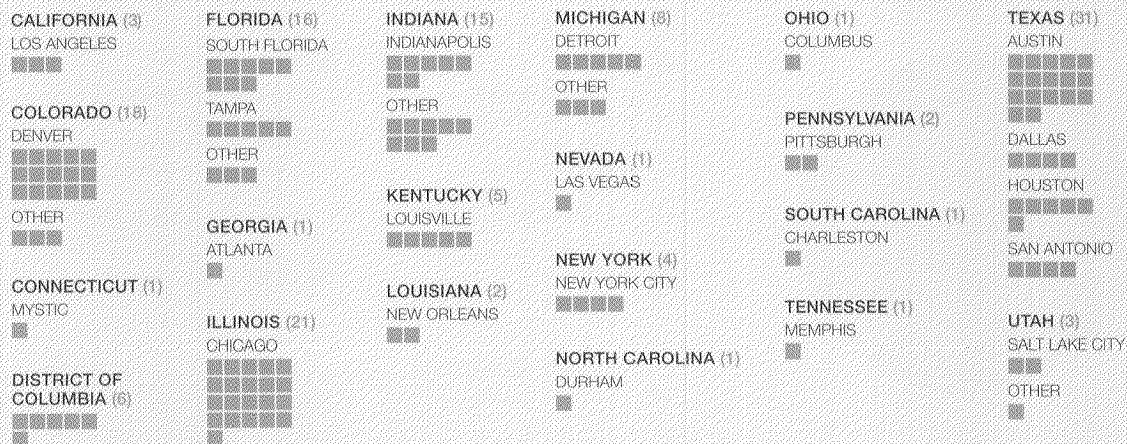 CALIFORNIA (3)
LOS ANGELES
COLORADO (18)
DENVER
OTHER
CONNECTICUT (1)
MYSTIC
DISTRICT OF
COLUMBIA (6)
FLORIDA (16)
SOUTH FLORIDA
TAMPA
OTHER
GEORGIA (1)
ATLANTA
ILLINOIS (21)
CHICAGO
INDIANA (15)
INDIANAPOLIS
OTHER
KENTUCKY (5)
LOUISVILLE
LOUISIANA (2)
NEW ORLEANS
MICHIGAN (8)
DETROIT
OTHER
NEVADA (1)
LAS VEGAS
NEW YORK (4)
NEW YORK CITY
NORTH CAROLINA (1)
DURHAM
OHIO (1)
COLUMBUS
PENNSYLVANIA (2)
PITTSBURGH
SOUTH CAROLINA (1)
CHARLESTON
TENNESSEE (1)
MEMPHIS
TEXAS (31)
AUSTIN
DALLAS
HOUSTON
SAN ANTONIO
UTAH (3)
SALT LAKE CITY
OTHER